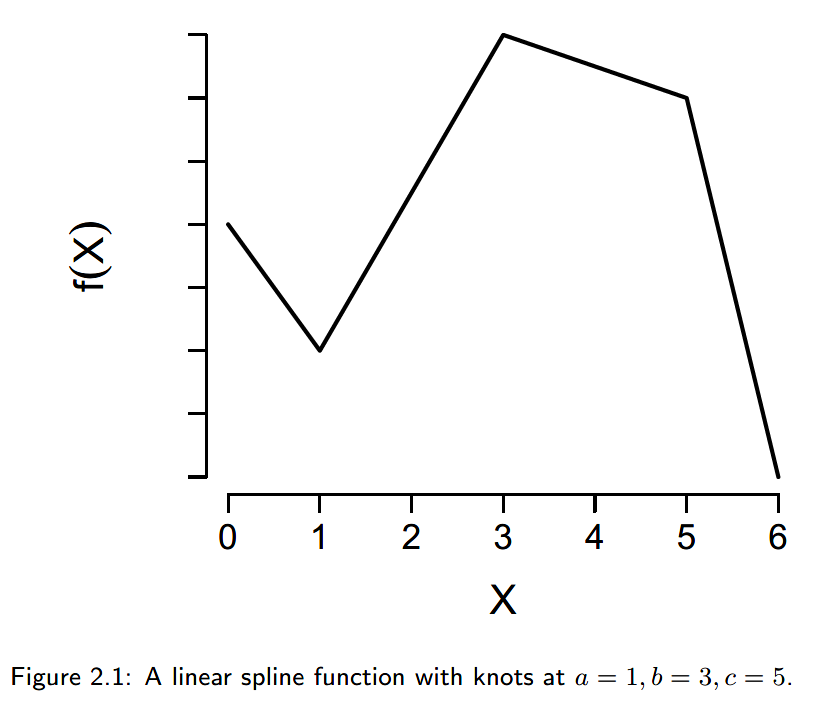 f(X)
0 1 2 3 4 5 6
X
Figure 2.1: A linear spline function with knots at a = 1, b = 3, c = 5.